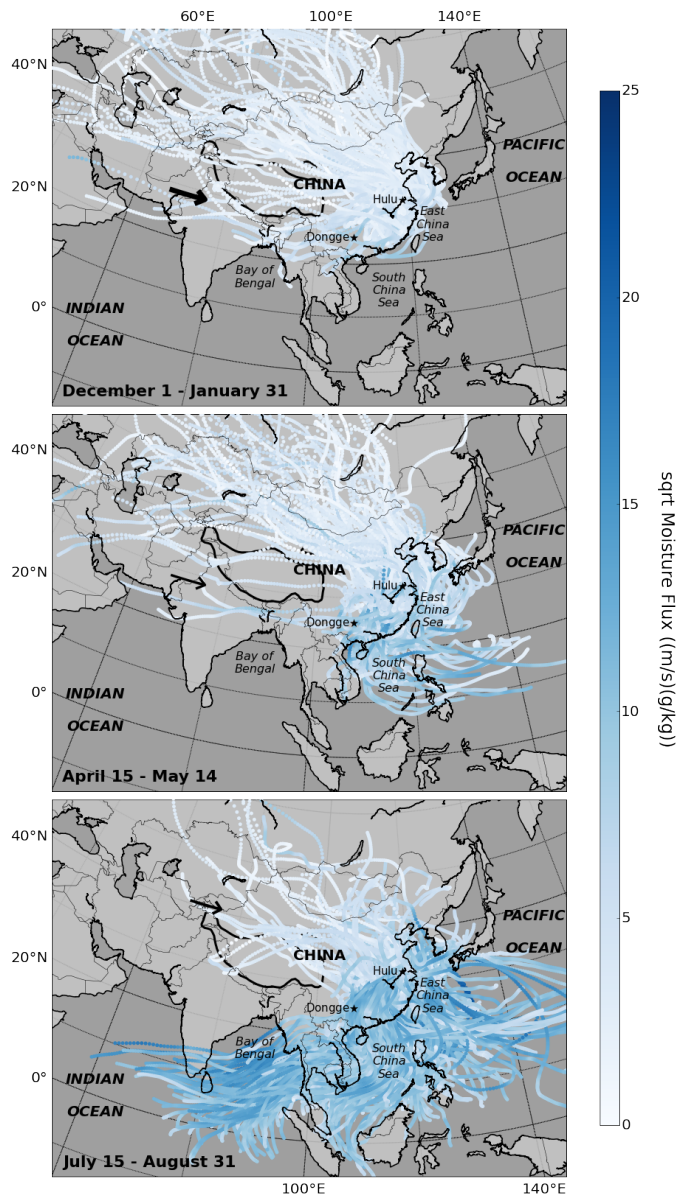 60°E 100°E 140°E
40°N
20°N
0°
PACIFIC
OCEAN
CHINA
Hulu
East
China
Sea
Dongge
Bay of
Bengal
South
China
Sea
INDIAN
OCEAN
December 1 - January 31
40°N
20°N
0°
PACIFIC
OCEAN
CHINA
Hulu
East
China
Sea
Dongge
Bay of
Bengal
South
China
Sea
INDIAN
OCEAN
April 15 - May 14
40°N
20°N
0°
PACIFIC
OCEAN
CHINA
Hulu
East
China
Sea
Dongge
Bay of
Bengal
South
China
Sea
INDIAN
OCEAN
July 15 - August 31
100°E 140°E
25
20
15
10
5
0
sqrt Moisture Flux ((m/s)(g/kg))